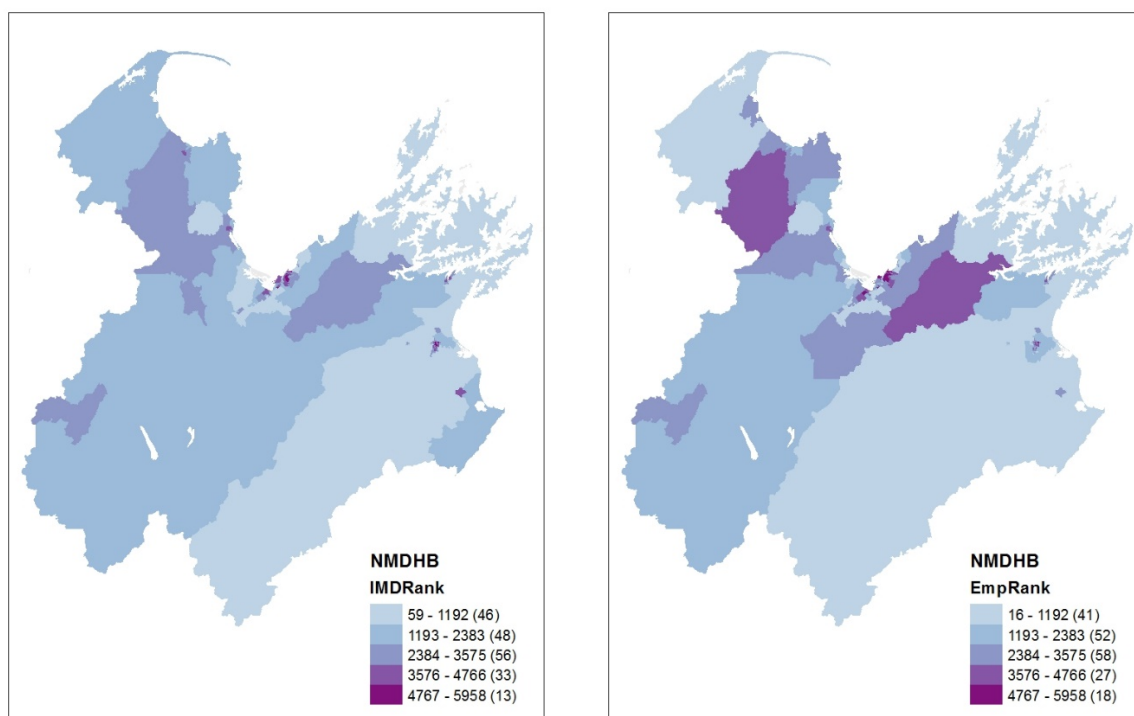 NMDHB
IMDRank
59 - 1192 (46)
1193 - 2383 (48)
2384 - 3575 (56)
3576 - 4766 (33)
4767 - 5958 (13)
NMDHB
EmpRank
16 - 1192 (41)
1193 - 2383 (52)
2384 - 3575 (58)
3576 - 4766 (27)
4767 - 5958 (18)